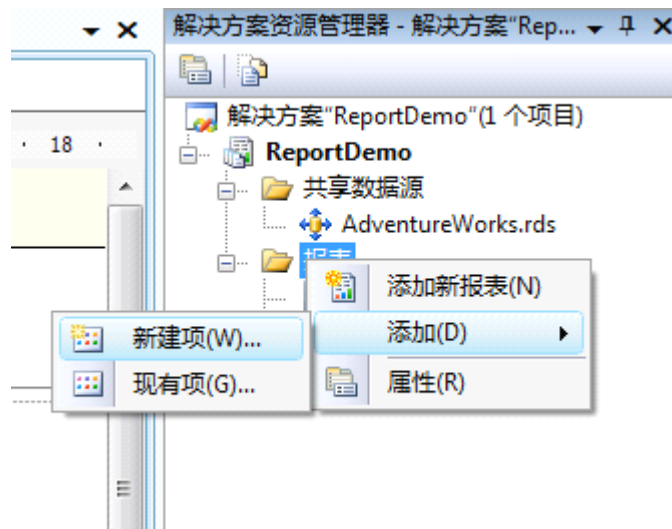 解决方案资源管理器 - 解决方案"Rep...
解决方案"ReportDemo"(1 个项目)
18
ReportDemo
共享数据源
AdventureWorks.rds
报表
添加新报表(N)
新建项(W)...
添加(D)
现有项(G)...
属性(R)